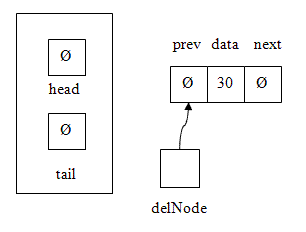 prev data next
Ø
head
Ø 30 Ø
Ø
tail
delNode